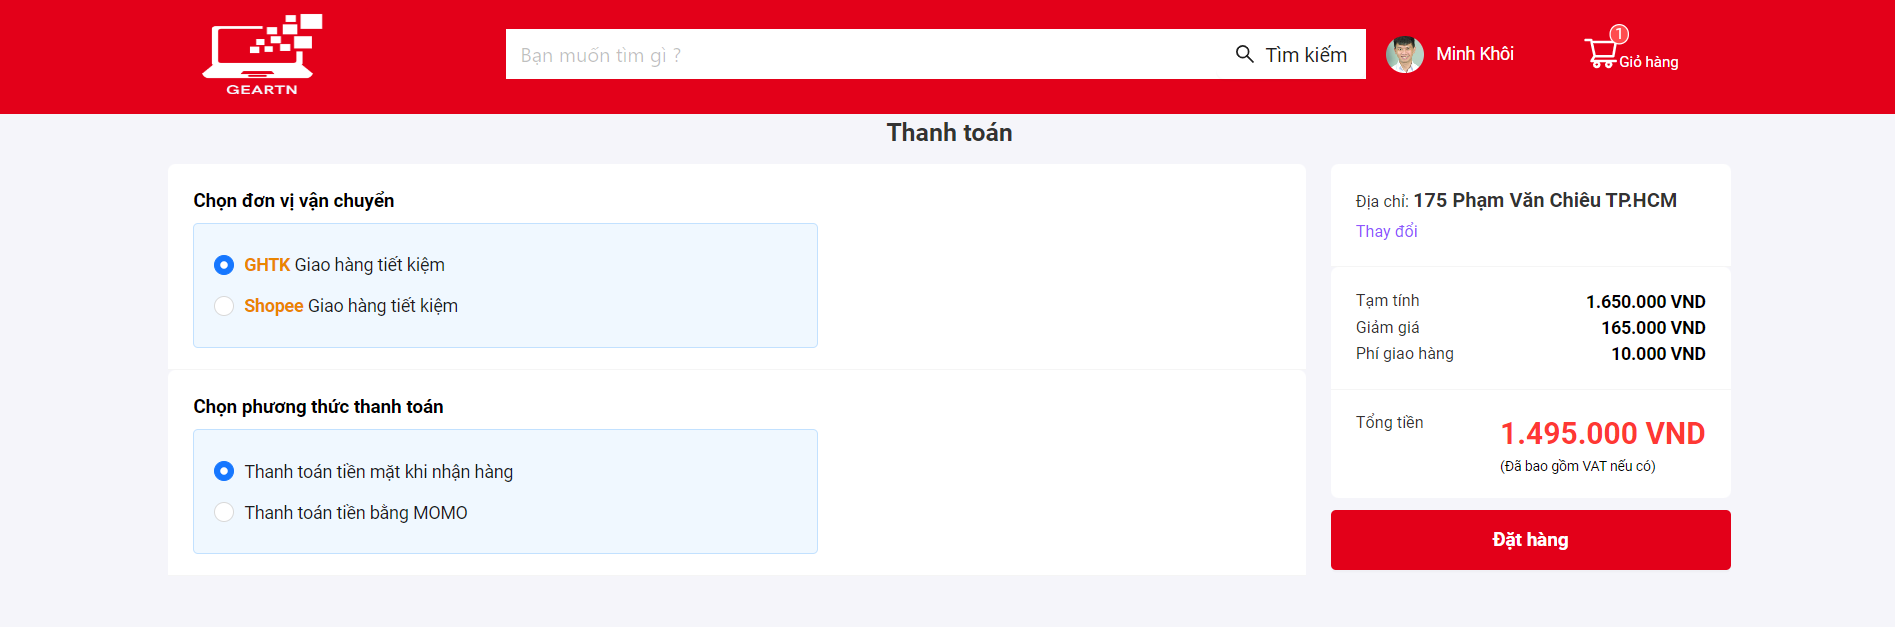 GEARTN
Bạn muốn tìm gì ?
Tìm kiếm
Minh Khôi
1
Giỏ hàng
Thanh toán
Chọn đơn vị vận chuyển
GHTK Giao hàng tiết kiệm
Shopee Giao hàng tiết kiệm
Chọn phương thức thanh toán
Thanh toán tiền mặt khi nhận hàng
Thanh toán tiền bằng MOMO
Địa chỉ: 175 Phạm Văn Chiêu TP.HCM
Thay đổi
Tạm tính 1.650.000 VND
Giảm giá 165.000 VND
Phí giao hàng 10.000 VND
Tổng tiền 1.495.000 VND
(Đã bao gồm VAT nếu có)
Đặt hàng